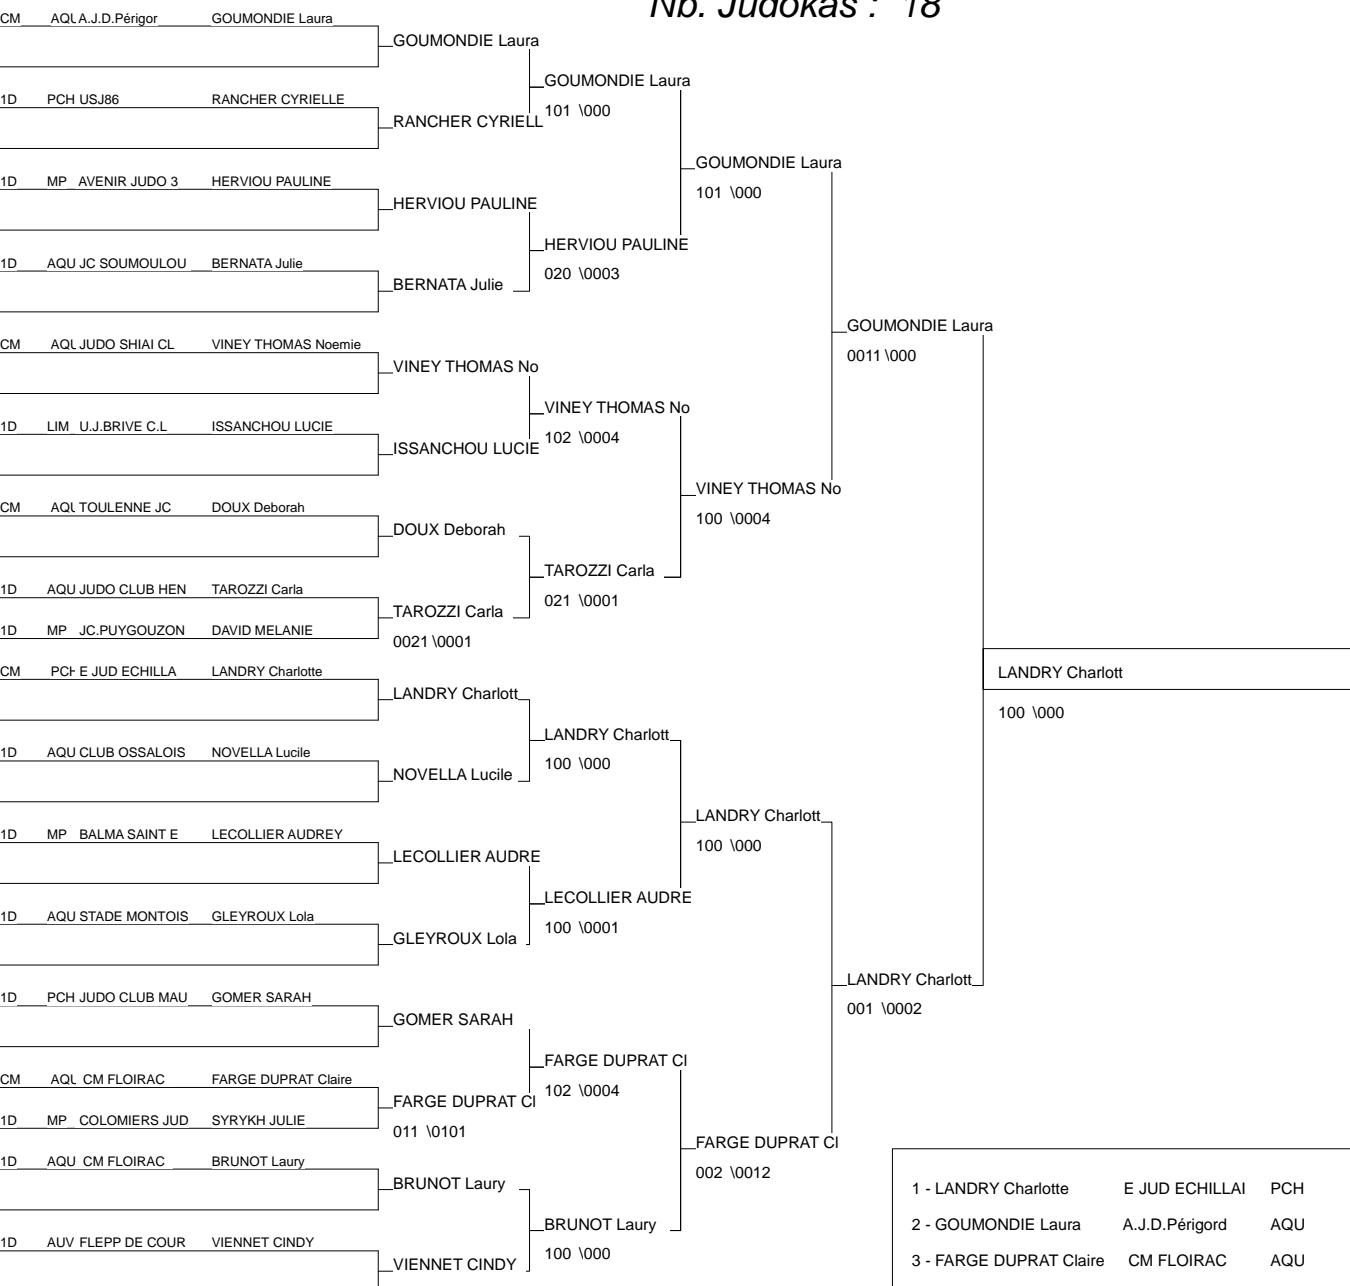 Nb. Judokas : 18
CM AQU A.J.D.Périgor GOUMONDIE Laura
GOUMONDIE Laura
GOUMONDIE Laura
101 \000
1D PCH USJ86 RANCHER CYRIELLE
RANCHER CYRIELL
GOUMONDIE Laura
101 \000
1D MP AVENIR JUDO 3 HERVIOU PAULINE
HERVIOU PAULINE
HERVIOU PAULINE
020 \0003
1D AQU JC SOUMOULOU BERNATA Julie
BERNATA Julie
GOUMONDIE Laura
0011 \000
CM AQU JUDO SHIAI CL VINEY THOMAS Noemie
VINEY THOMAS No
VINEY THOMAS No
102 \0004
1D LIM U.J.BRIVE C.L ISSANCHOU LUCIE
ISSANCHOU LUCIE
VINEY THOMAS No
100 \0004
CM AQU TOULENNE JC DOUX Deborah
DOUX Deborah
TAROZZI Carla
021 \0001
1D AQU JUDO CLUB HEN TAROZZI Carla
TAROZZI Carla
0021 \0001
1D MP JC.PUYGOUZON DAVID MELANIE
LANDRY Charlott
100 \000
CM PCH E JUD ECHILLA LANDRY Charlotte
LANDRY Charlott
LANDRY Charlott
100 \000
1D AQU CLUB OSSALOIS NOVELLA Lucile
NOVELLA Lucile
LANDRY Charlott
100 \000
1D MP BALMA SAINT E LECOLLIER AUDREY
LECOLLIER AUDRE
LECOLLIER AUDRE
100 \0001
1D AQU STADE MONTOIS GLEYROUX Lola
GLEYROUX Lola
LANDRY Charlott
001 \0002
1D PCH JUDO CLUB MAU GOMER SARAH
GOMER SARAH
FARGE DUPRAT Cl
102 \0004
CM AQU CM FLOIRAC FARGE DUPRAT Claire
FARGE DUPRAT Cl
011 \0101
1D MP COLOMIERS JUD SYRYKH JULIE
FARGE DUPRAT Cl
002 \0012
1D AQU CM FLOIRAC BRUNOT Laury
BRUNOT Laury
BRUNOT Laury
100 \000
1D AUV FLEPP DE COUR VIENNET CINDY
VIENNET CINDY
1 - LANDRY Charlotte E JUD ECHILLAI PCH
2 - GOUMONDIE Laura A.J.D.Périgord AQU
3 - FARGE DUPRAT Claire CM FLOIRAC AQU